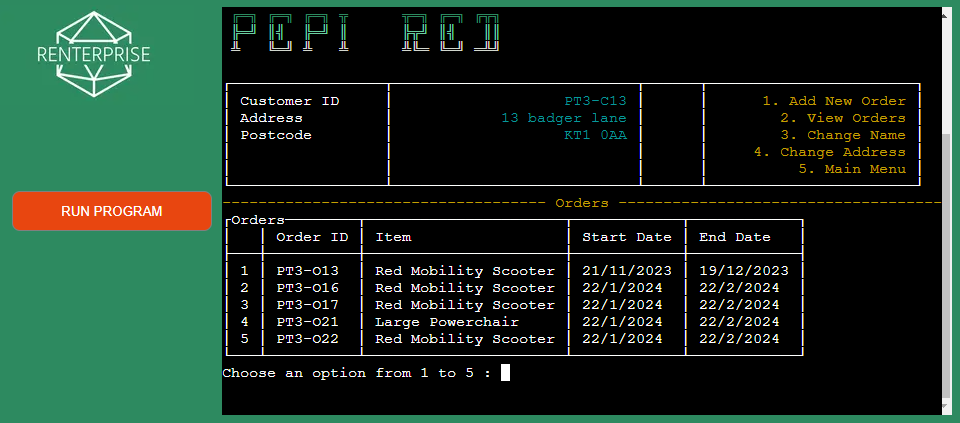 RENTERPRISE
RUN PROGRAM
PEPI RED
Customer ID PT3-C13 1. Add New Order
Address 13 badger lane 2. View Orders
Postcode KT1 0AA 3. Change Name
4. Change Address
5. Main Menu
Orders
Orders
Order ID Item Start Date End Date
1 PT3-O13 Red Mobility Scooter 21/11/2023 19/12/2023
2 PT3-O16 Red Mobility Scooter 22/1/2024 22/2/2024
3 PT3-O17 Red Mobility Scooter 22/1/2024 22/2/2024
4 PT3-O21 Large Powerchair 22/1/2024 22/2/2024
5 PT3-O22 Red Mobility Scooter 22/1/2024 22/2/2024
Choose an option from 1 to 5 :